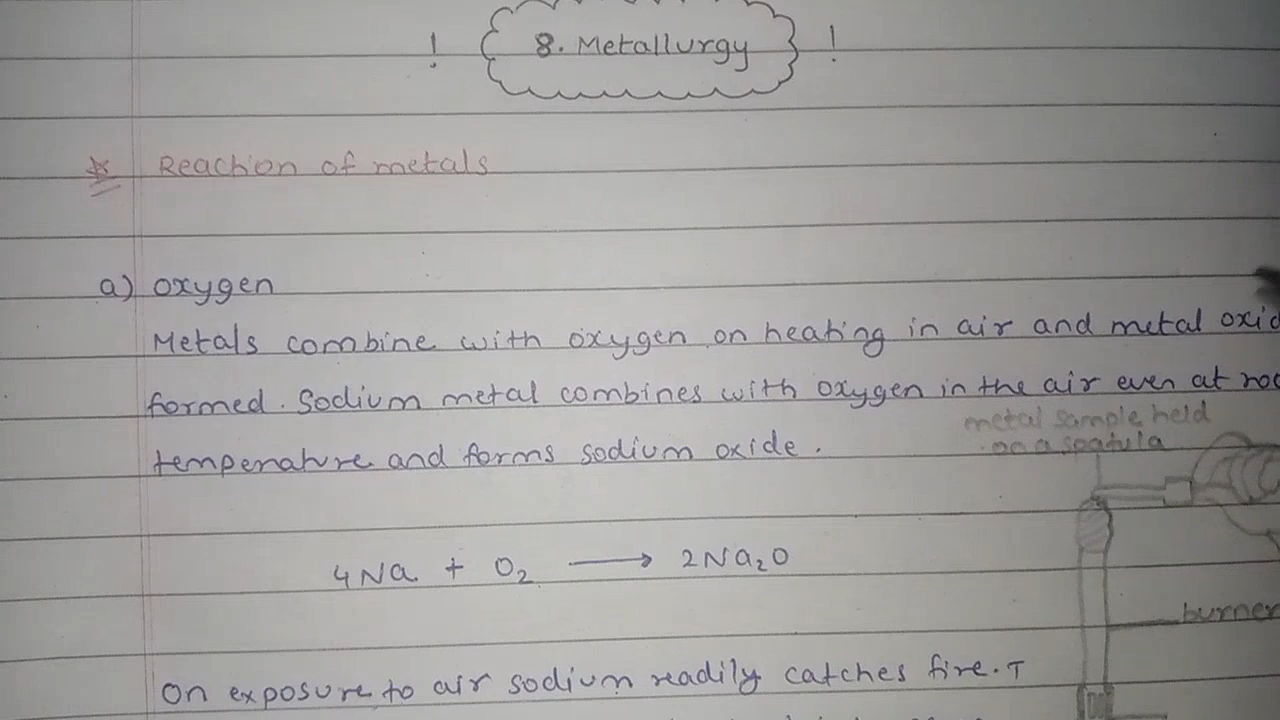 ! 8. Metallurgy !
* Reaction of metals
a) oxygen
Metals combine with oxygen on heating in air and metal oxid
formed. Sodium metal combines with oxygen in the air even at roo
metal sample held
on a spatula
temperature and forms sodium oxide.
4Na + O₂ → 2Na₂O
burner
On exposure to air sodium readily catches fire. T